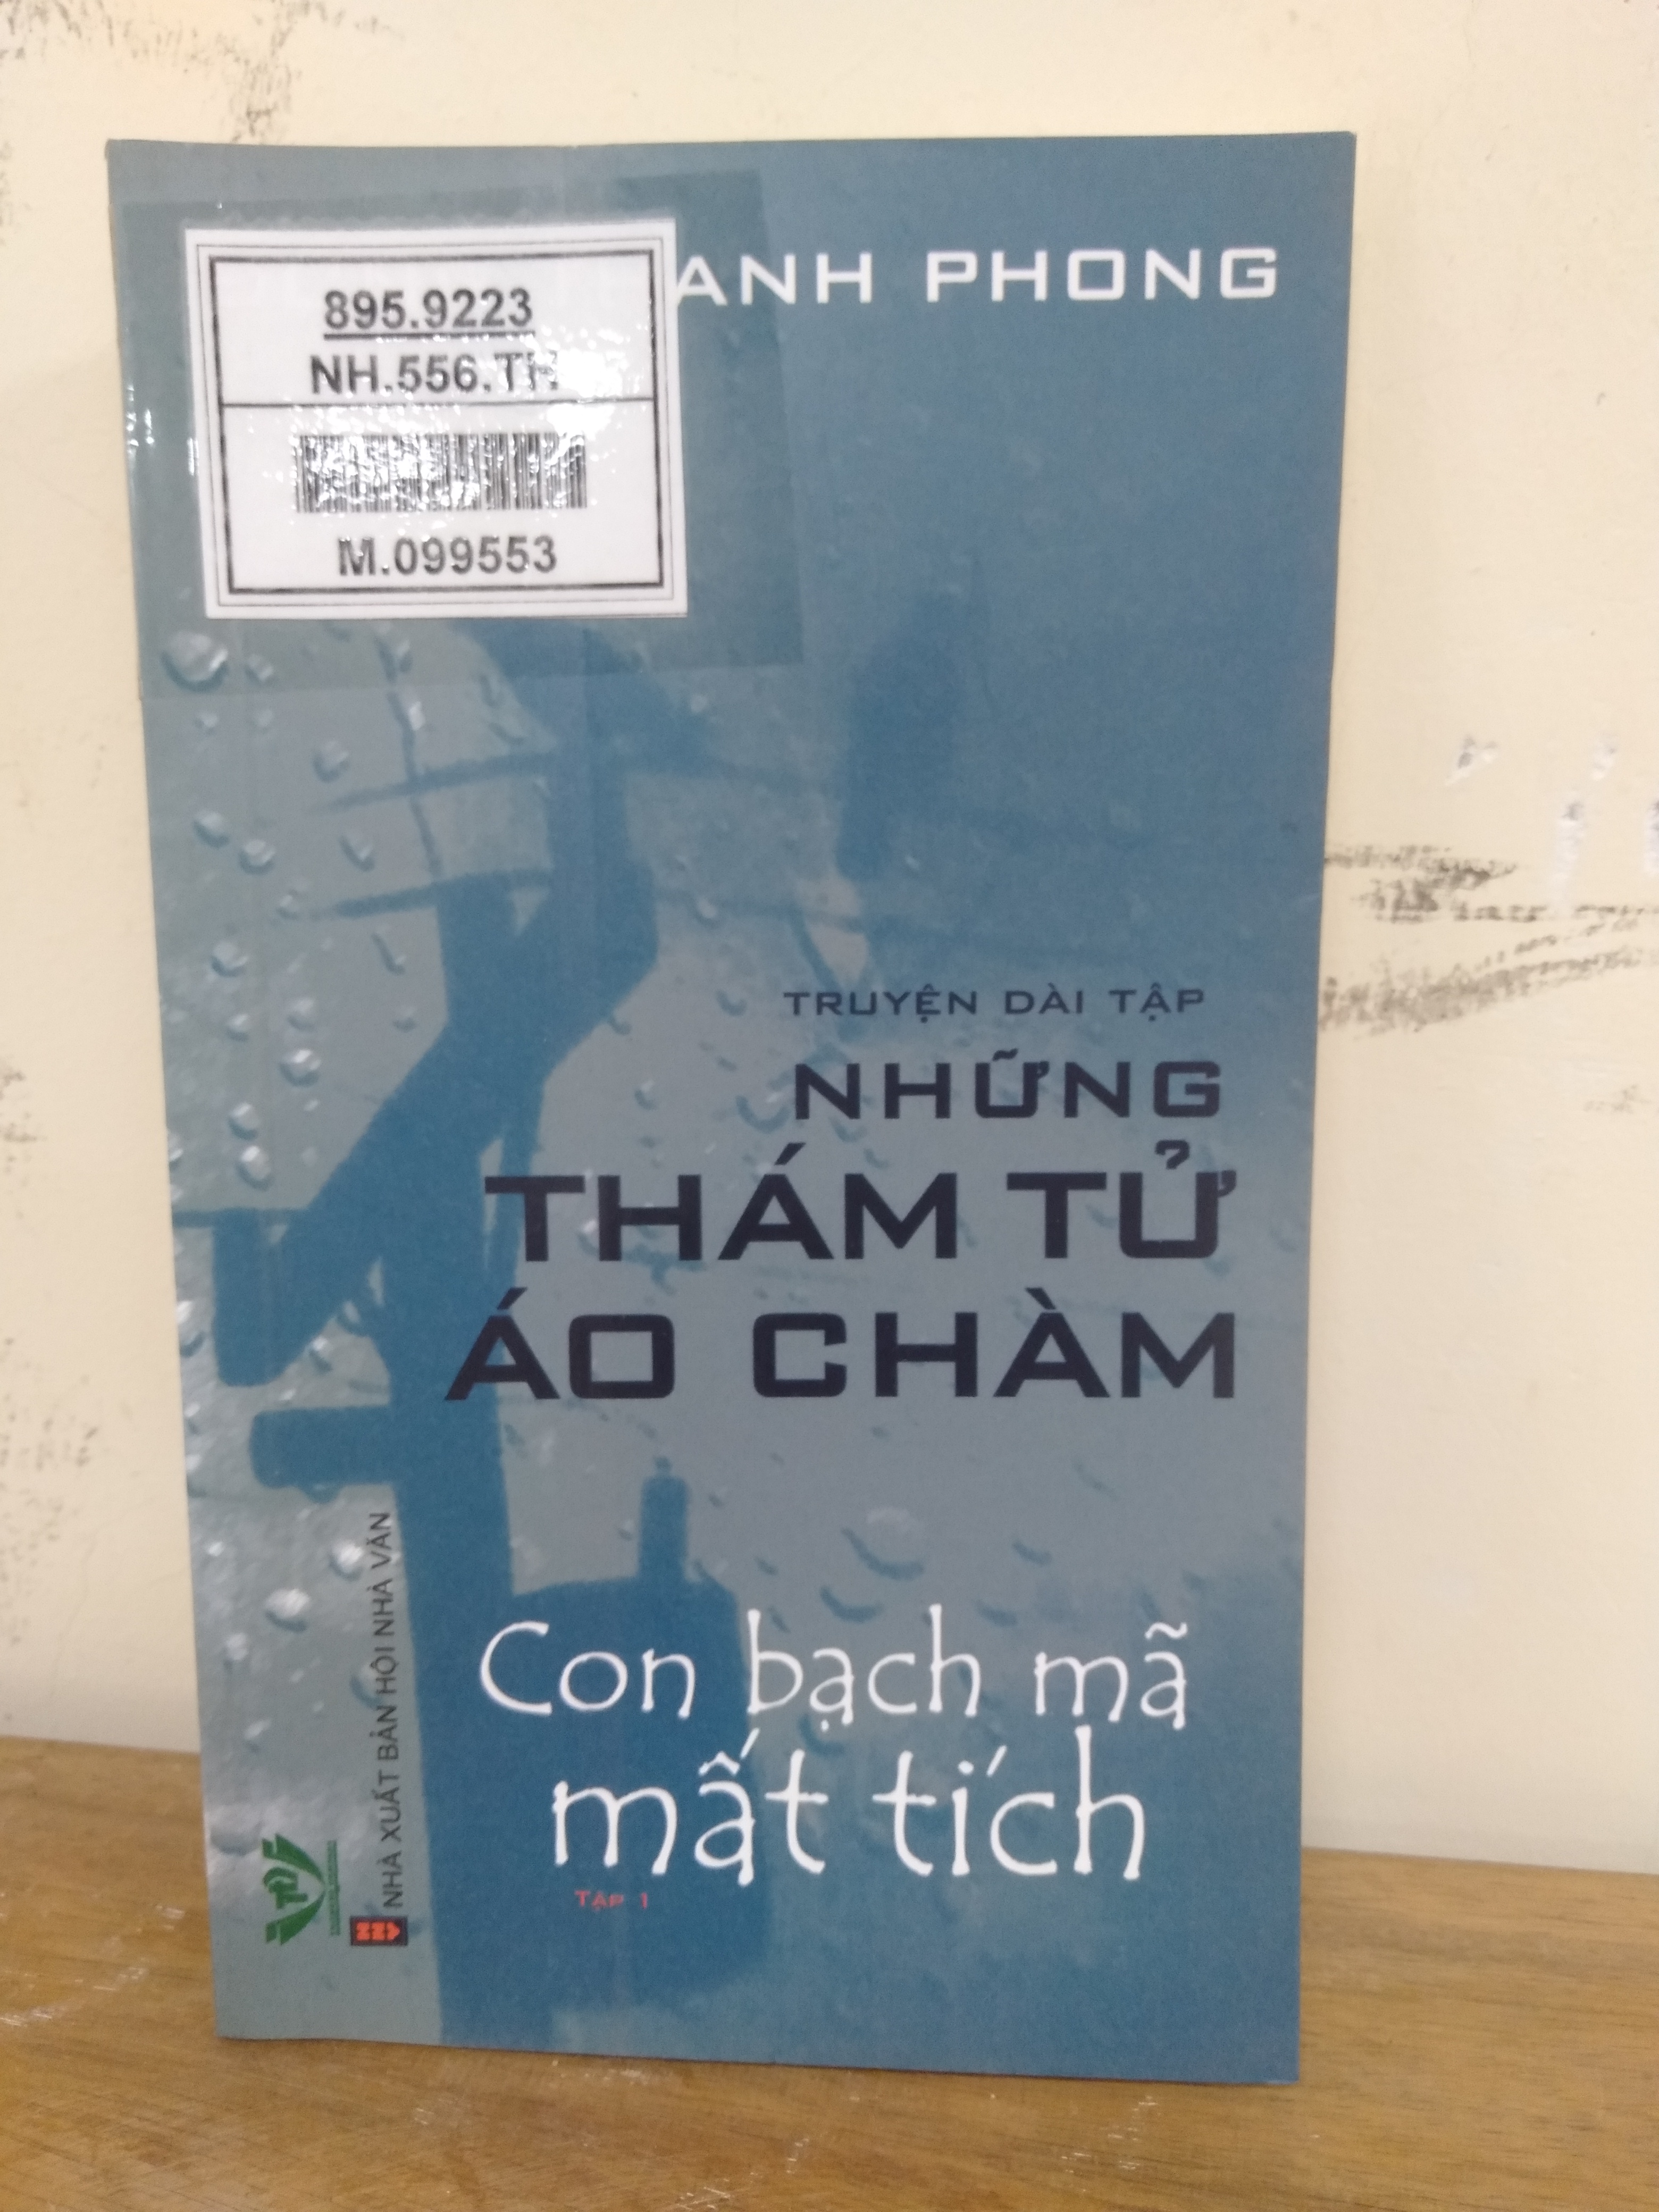 895.9223
NH.556.TH
M.099553
ANH PHONG
TRUYỆN DÀI TẬP
NHỮNG
THÁM TỬ
ÁO CHÀM
Con bạch mã
mất tích
TẬP 1
NHÀ XUẤT BẢN HỘI NHÀ VĂN